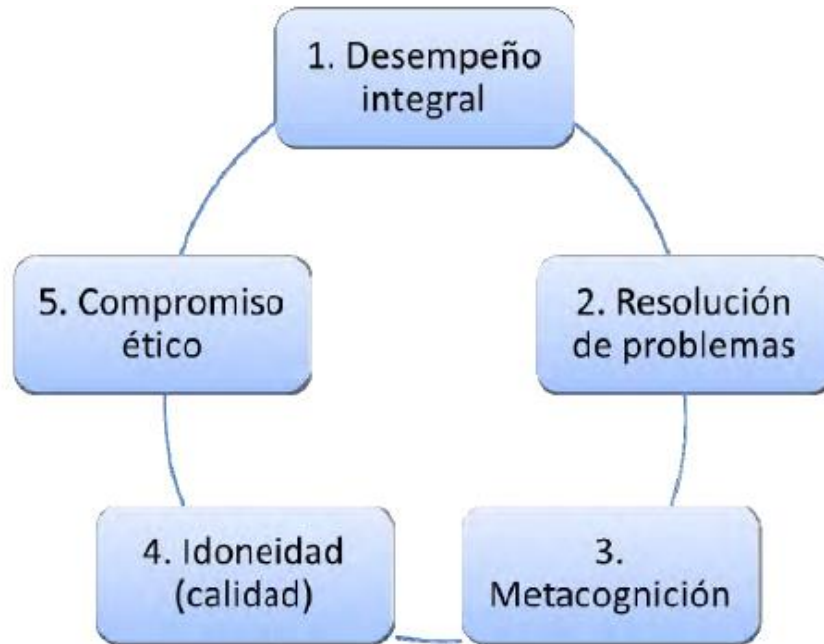 1. Desempeño
integral
2. Resolución
de problemas
3.
Metacognición
4. Idoneidad
(calidad)
5. Compromiso
ético